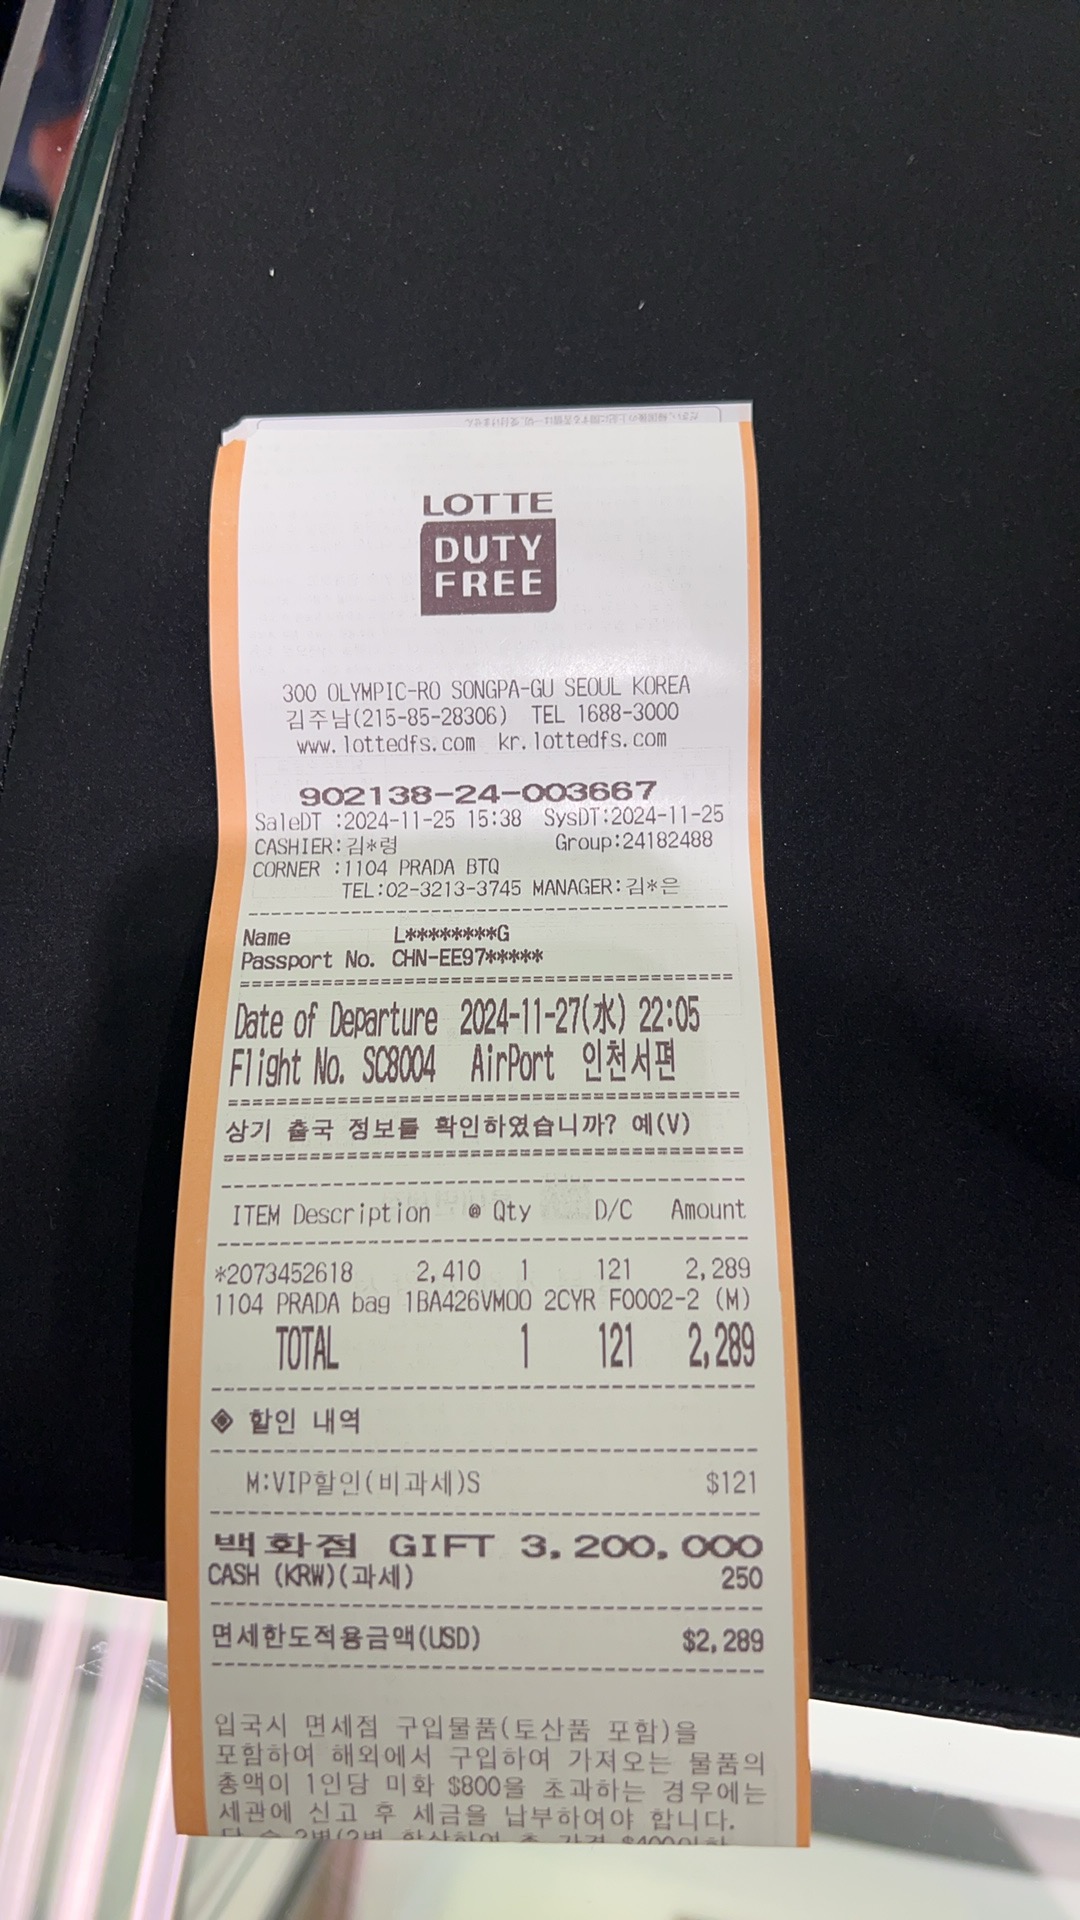 LOTTE
DUTY
FREE
300 OLYMPIC-RO SONGPA-GU SEOUL KOREA
김주남(215-85-28306) TEL 1688-3000
www.lottedfs.com kr.lottedfs.com
902138-24-003667
SaleDT :2024-11-25 15:38 SysDT:2024-11-25
CASHIER:김*령 Group:24182488
CORNER :1104 PRADA BTQ
TEL:02-3213-3745 MANAGER:김*은
Name L********G
Passport No. CHN-EE97*****
Date of Departure 2024-11-27(水) 22:05
Flight No. SC8004 AirPort 인천서편
상기 출국 정보를 확인하였습니까? 예(V)
ITEM Description @ Qty D/C Amount
*2073452618 2,410 1 121 2,289
1104 PRADA bag 1BA426VMOO 2CYR F0002-2 (M)
TOTAL 1 121 2,289
◈ 할인 내역
M:VIP할인(비과세)S $121
백화점 GIFT 3,200,000
CASH (KRW)(과세) 250
면세한도적용금액(USD) $2,289
입국시 면세점 구입물품(토산품 포함)을
포함하여 해외에서 구입하여 가져오는 물품의
총액이 1인당 미화 $800을 초과하는 경우에는
세관에 신고 후 세금을 납부하여야 합니다.